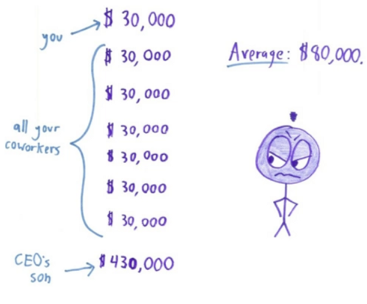 you
$ 30,000
$ 30,000
$ 30,000
all your
coworkers
$ 30,000
$ 30,000
$ 30,000
$ 30,000
CEO's
son
$ 430,000
Average: $80,000.